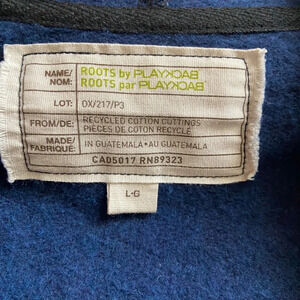 NAME/
NOM:
ROOTS by PLAYBACK
ROOTS par PLAYBACK
LOT: OX/217/P3
FROM/DE: RECYCLED COTTON CUTTINGS
PIÈCES DE COTON RECYCLÉ
MADE/
FABRIQUÉ:
IN GUATEMALA • AU GUATEMALA
CA05017 RN89323
L-G